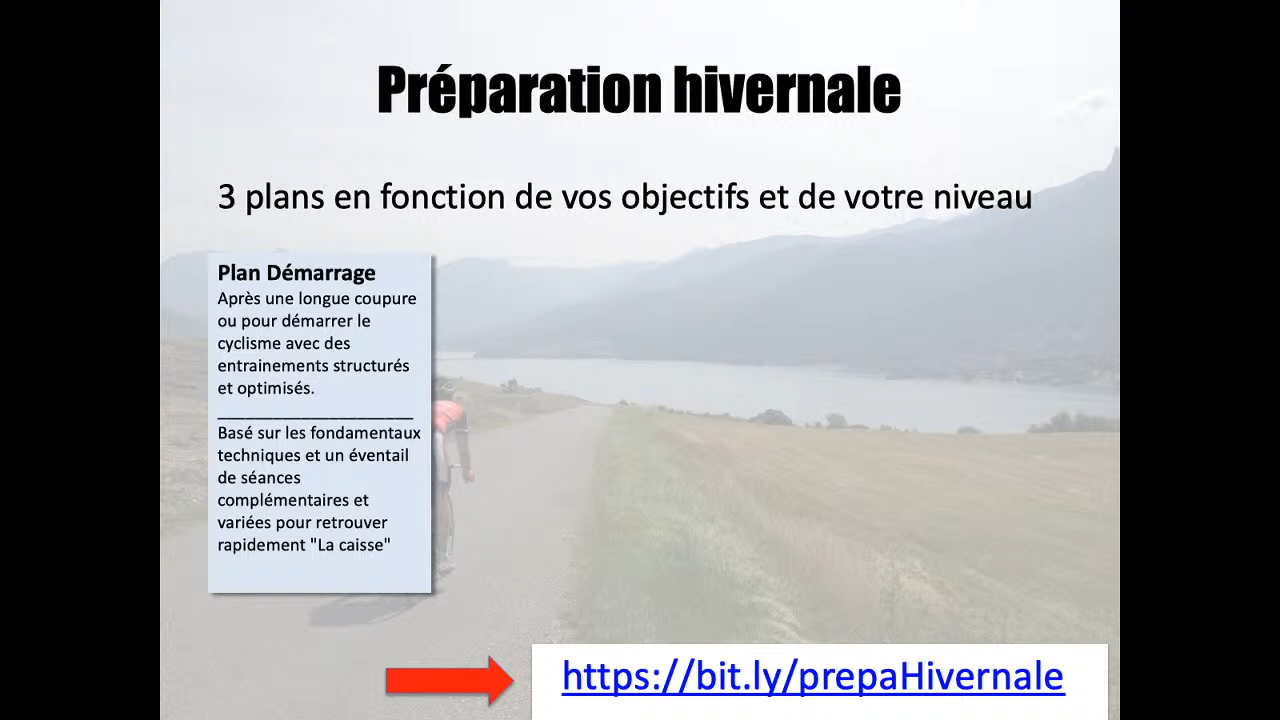 Préparation hivernale
3 plans en fonction de vos objectifs et de votre niveau
Plan Démarrage
Après une longue coupure
ou pour démarrer le
cyclisme avec des
entrainements structurés
et optimisés.
_____________________
Basé sur les fondamentaux
techniques et un éventail
de séances
complémentaires et
variées pour retrouver
rapidement "La caisse"
https://bit.ly/prepaHivernale